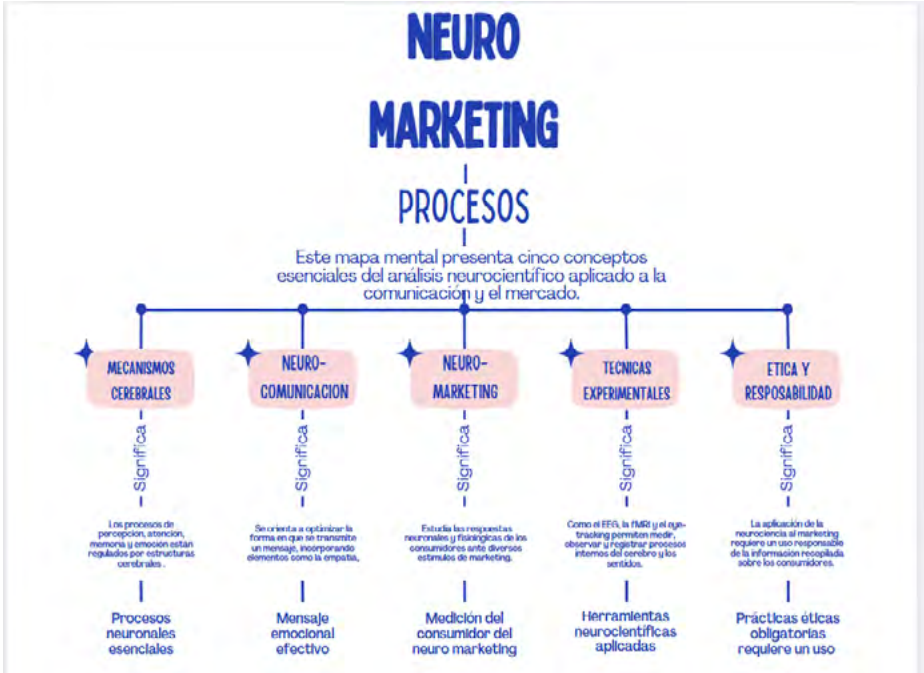 NEURO
MARKETING
PROCESOS
Este mapa mental presenta cinco conceptos
esenciales del análisis neurocientífico aplicado a la
comunicación y el mercado.
MECANISMOS
CEREBRALES
NEURO-
COMUNICACION
NEURO-
MARKETING
TECNICAS
EXPERIMENTALES
ETICA Y
RESPOSABILIDAD
Significa
Significa
Significa
Significa
Significa
Los procesos de
percepción, atención,
memoria y emoción están
regulados por estructuras
cerebrales .
Se orienta a optimizar la
forma en que se transmite
un mensaje, incorporando
elementos como la empatía,
Estudia las respuestas
neuronales y fisiológicas de los
consumidores ante diversos
estímulos de marketing.
Como el EEG, la fMRI y el eye-
tracking permiten medir,
observar y registrar procesos
internos del cerebro y los
sentidos.
La aplicación de la
neurociencia al marketing
requiere un uso responsable
de la información recopilada
sobre los consumidores.
Procesos
neuronales
esenciales
Mensaje
emocional
efectivo
Medición del
consumidor del
neuro marketing
Herramientas
neurocientíficas
aplicadas
Prácticas éticas
obligatorias
requiere un uso